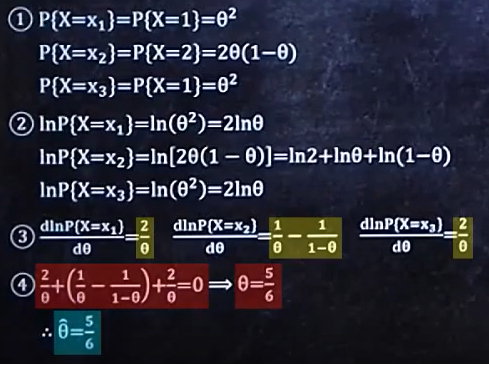 ① P{X=x₁}=P{X=1}=θ²
P{X=x₂}=P{X=2}=2θ(1-θ)
P{X=x₃}=P{X=1}=θ²
② lnP{X=x₁}=ln(θ²)=2lnθ
lnP{X=x₂}=ln[2θ(1 − θ)]=ln2+lnθ+ln(1-θ)
lnP{X=x₃}=ln(θ²)=2lnθ
③ dlnP{X=x₁}/dθ=2/θ dlnP{X=x₂}/dθ=1/θ − 1/(1-θ) dlnP{X=x₃}/dθ=2/θ
④ 2/θ+(1/θ − 1/(1-θ))+2/θ=0⟹θ=5/6
∴ θ̂=5/6